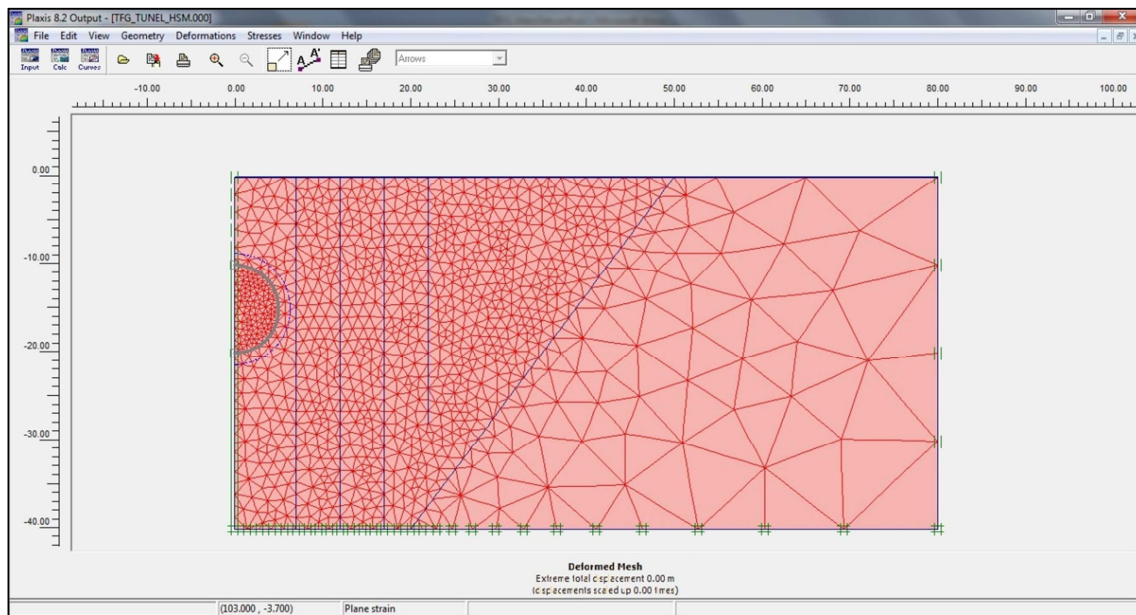 Plaxis 8.2 Output - [TFG_TUNEL_HSM.000]
File Edit View Geometry Deformations Stresses Window Help
Input Calc Curves Arrows
-10.00 0.00 10.00 20.00 30.00 40.00 50.00 60.00 70.00 80.00 90.00 100.00
0.00
-10.00
-20.00
-30.00
-40.00
Deformed Mesh
Extreme total displacement 0.00 m
(displacements scaled up 0.00 times)
(103.000 , -3.700) Plane strain